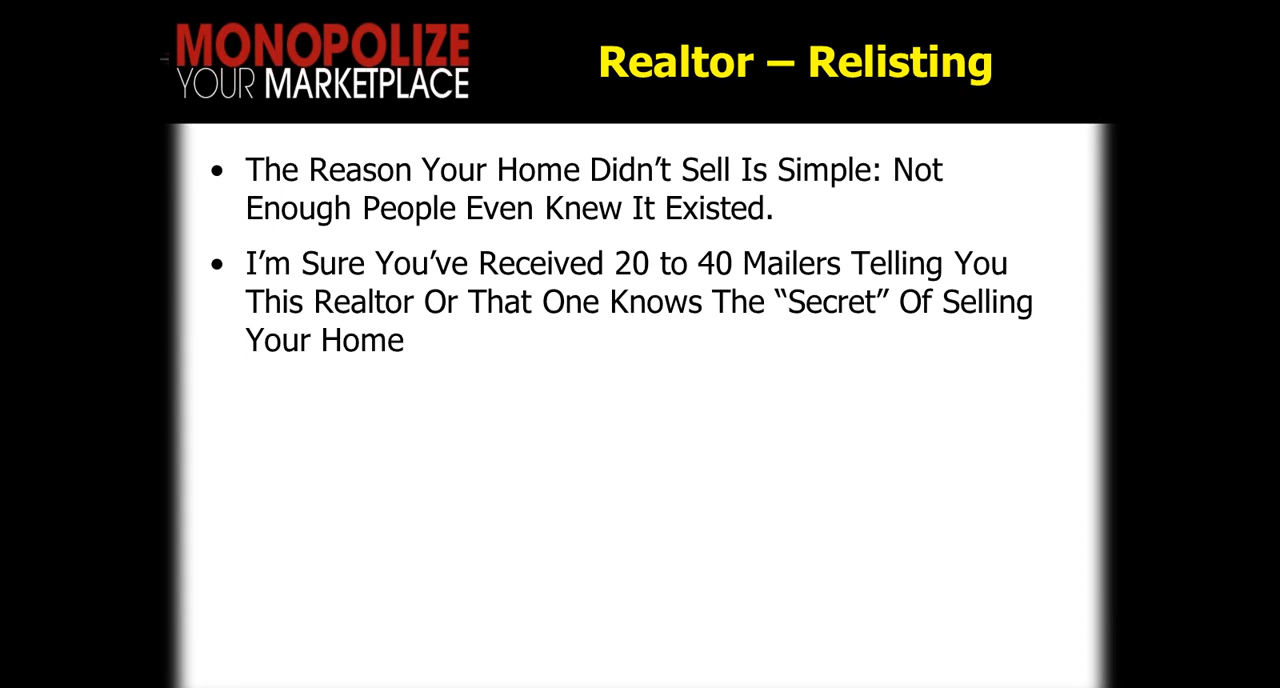 MONOPOLIZE
YOUR MARKETPLACE
Realtor – Relisting
• The Reason Your Home Didn’t Sell Is Simple: Not
Enough People Even Knew It Existed.
• I’m Sure You’ve Received 20 to 40 Mailers Telling You
This Realtor Or That One Knows The “Secret” Of Selling
Your Home